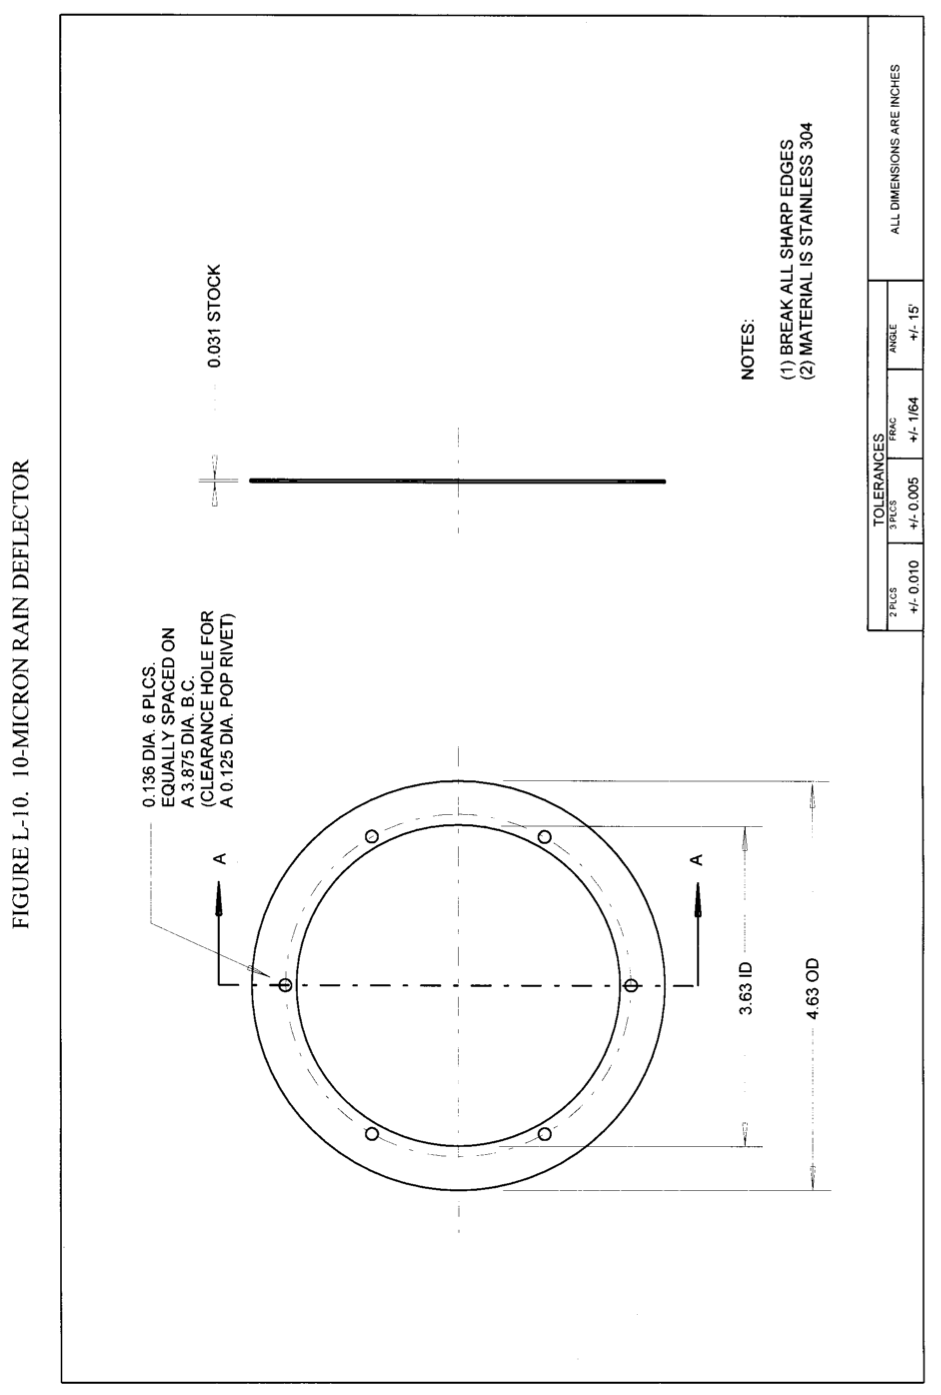 FIGURE L-10. 10-MICRON RAIN DEFLECTOR
0.136 DIA. 6 PLCS.
EQUALLY SPACED ON
A 3.875 DIA. B.C.
(CLEARANCE HOLE FOR
A 0.125 DIA. POP RIVET)
0.031 STOCK
A
A
3.63 ID
4.63 OD
NOTES:
(1) BREAK ALL SHARP EDGES
(2) MATERIAL IS STAINLESS 304
TOLERANCES
2 PLCS
3 PLCS
FRAC
ANGLE
+/- 0.010
+/- 0.005
+/- 1/64
+/- 15'
ALL DIMENSIONS ARE INCHES